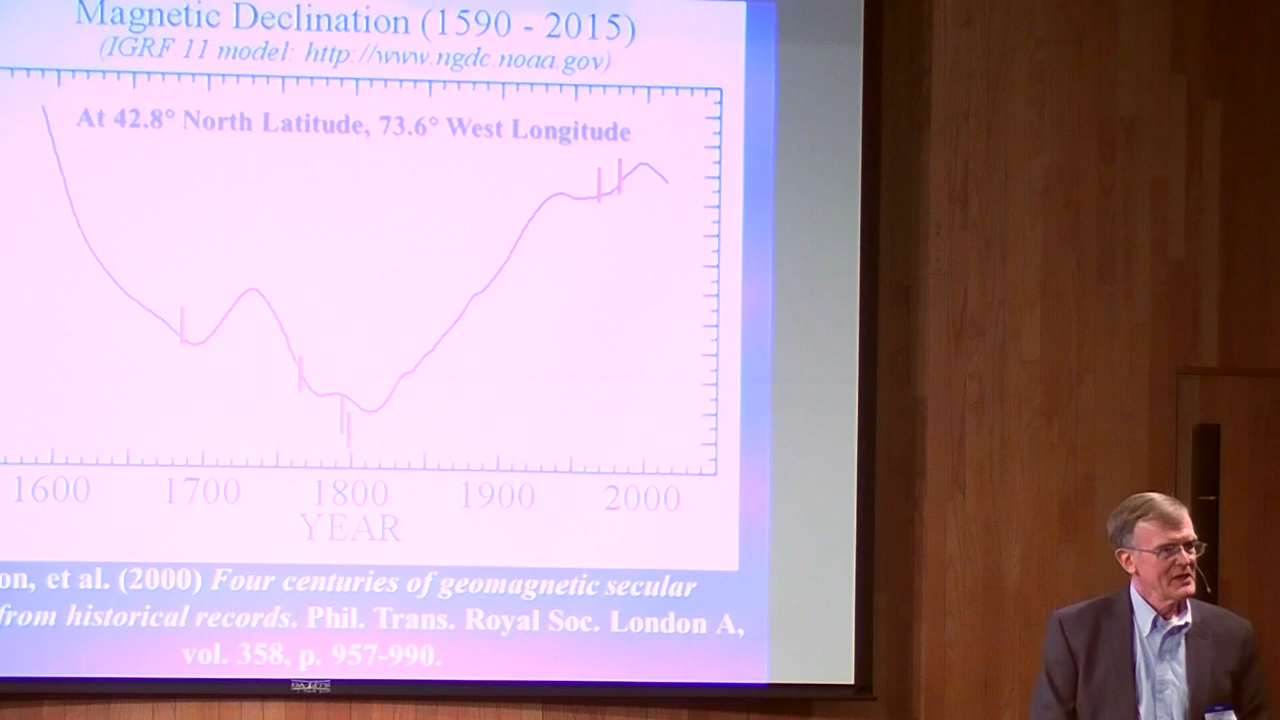 Magnetic Declination (1590 - 2015)
(IGRF 11 model: http://www.ngdc.noaa.gov)
At 42.8° North Latitude, 73.6° West Longitude
1600 1700 1800 1900 2000
YEAR
on, et al. (2000) Four centuries of geomagnetic secular
from historical records. Phil. Trans. Royal Soc. London A,
vol. 358, p. 957-990.
DA-LITE